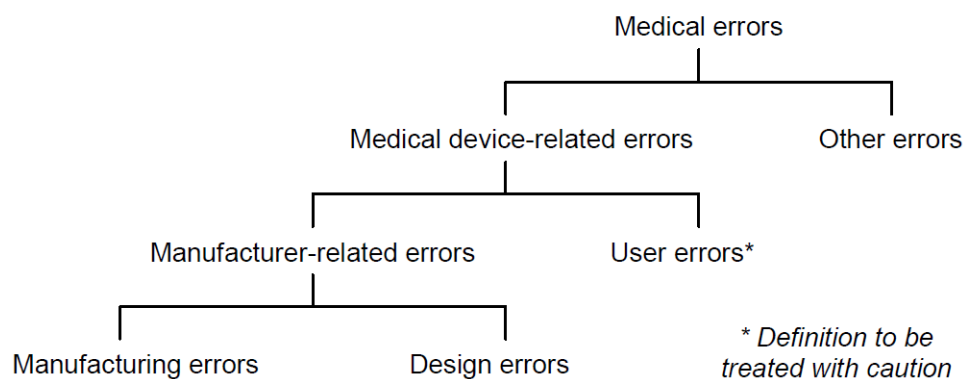 Medical errors
Medical device-related errors
Other errors
Manufacturer-related errors
User errors*
Manufacturing errors
Design errors
* Definition to be
treated with caution